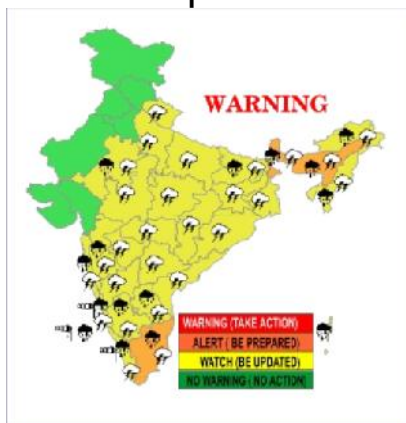 WARNING
WARNING (TAKE ACTION)
ALERT ( BE PREPARED)
WATCH (BE UPDATED)
NO WARNING ( NO ACTION)